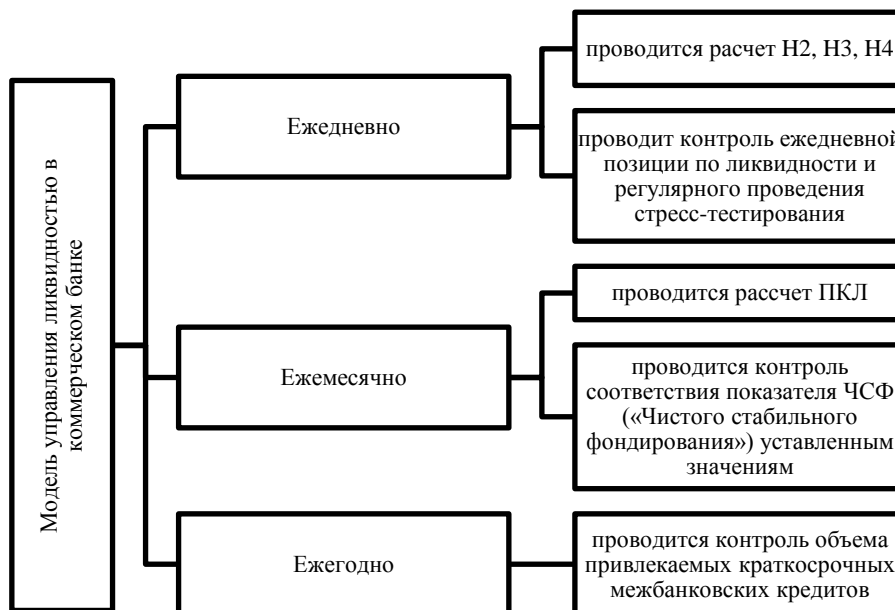 Модель управления ликвидностью в
коммерческом банке
Ежедневно
проводится расчет Н2, Н3, Н4
проводит контроль ежедневной
позиции по ликвидности и
регулярного проведения
стресс-тестирования
Ежемесячно
проводится рассчет ПКЛ
проводится контроль
соответствия показателя ЧСФ
(«Чистого стабильного
фондирования») уставленным
значениям
Ежегодно
проводится контроль объема
привлекаемых краткосрочных
межбанковских кредитов